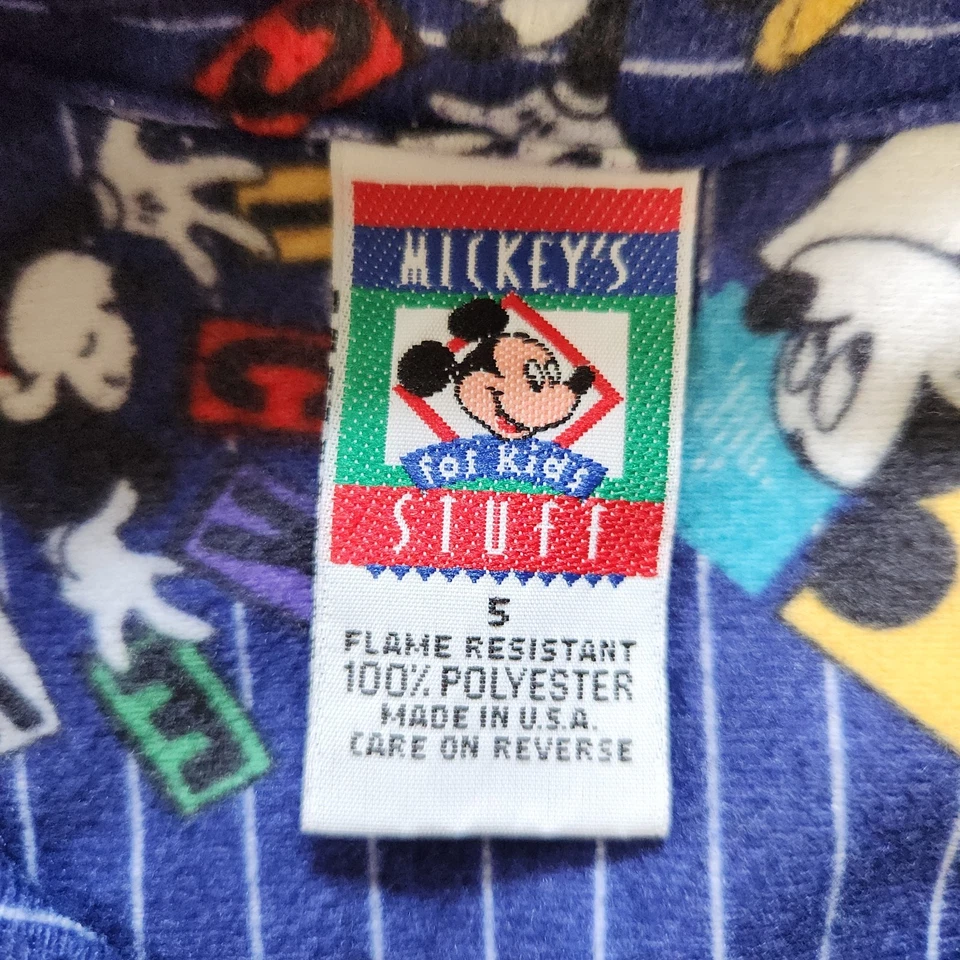 MICKEY'S
for Kids
STUFF
5
FLAME RESISTANT
100% POLYESTER
MADE IN U.S.A.
CARE ON REVERSE